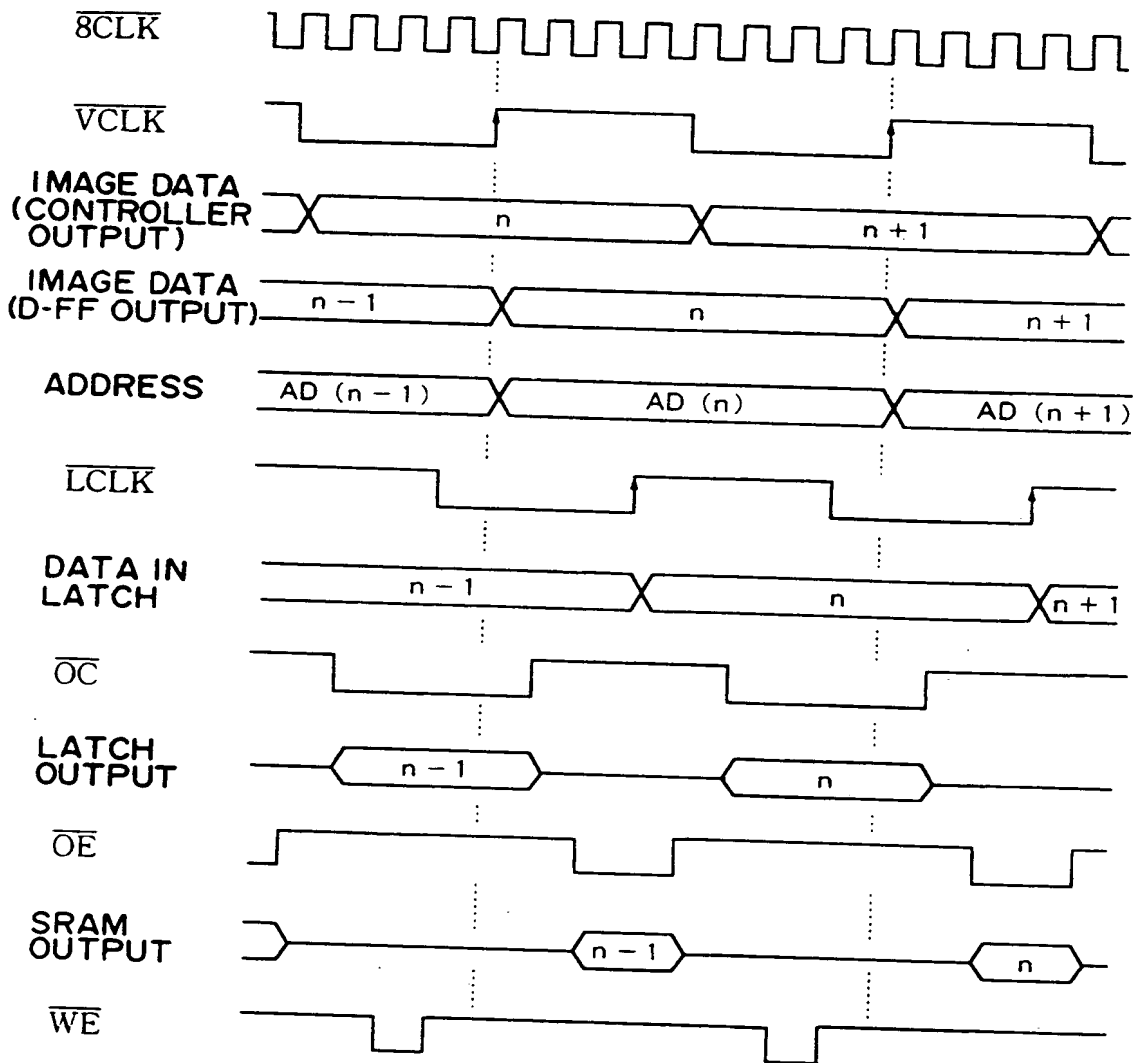 8CLK
VCLK
IMAGE DATA
(CONTROLLER
OUTPUT)
n
n + 1
IMAGE DATA
(D-FF OUTPUT)
n - 1
n
n + 1
ADDRESS
AD (n - 1)
AD (n)
AD (n + 1)
LCLK
DATA IN
LATCH
n - 1
n
n + 1
OC
LATCH
OUTPUT
n - 1
n
OE
SRAM
OUTPUT
n - 1
n
WE